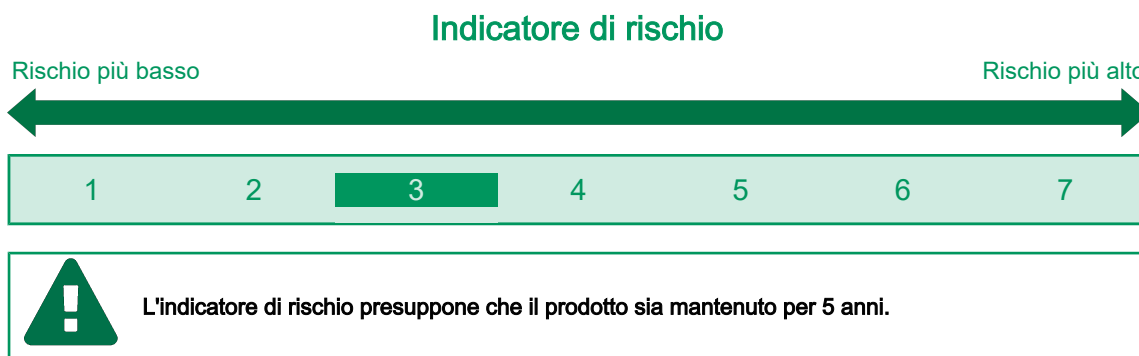 Indicatore di rischio
Rischio più basso Rischio più alto
1 2 3 4 5 6 7
L'indicatore di rischio presuppone che il prodotto sia mantenuto per 5 anni.